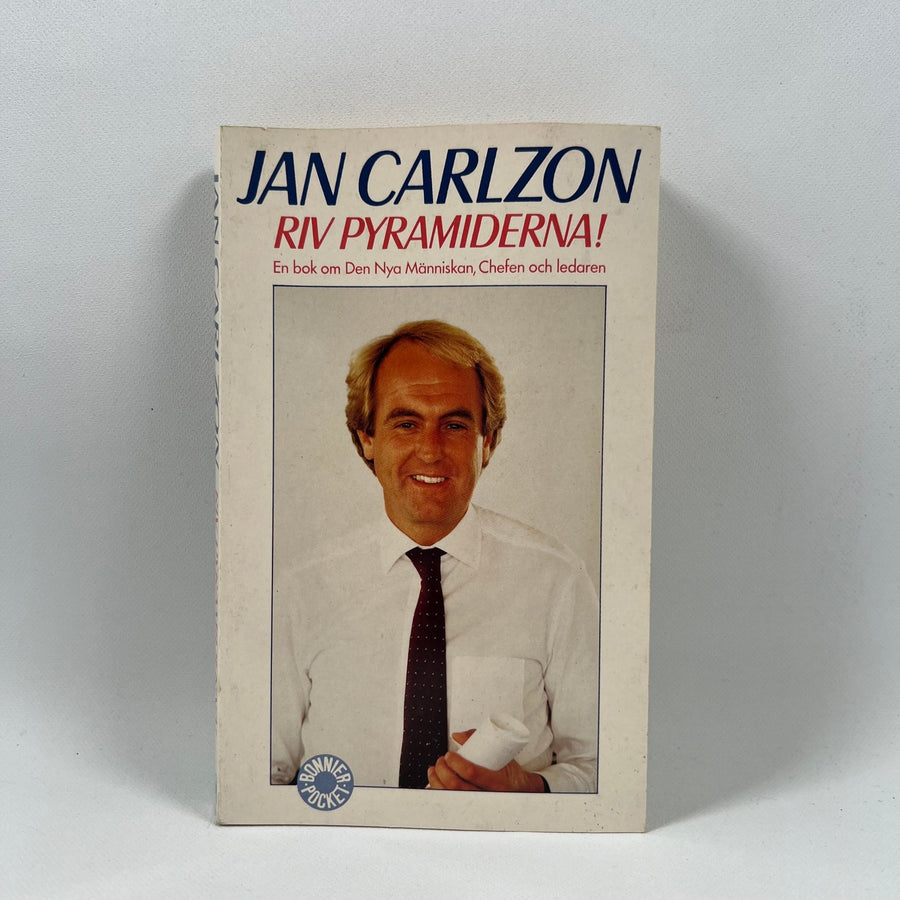 JAN CARLZON
RIV PYRAMIDERNA!
En bok om Den Nya Människan, Chefen och ledaren
BONNIER
POCKET